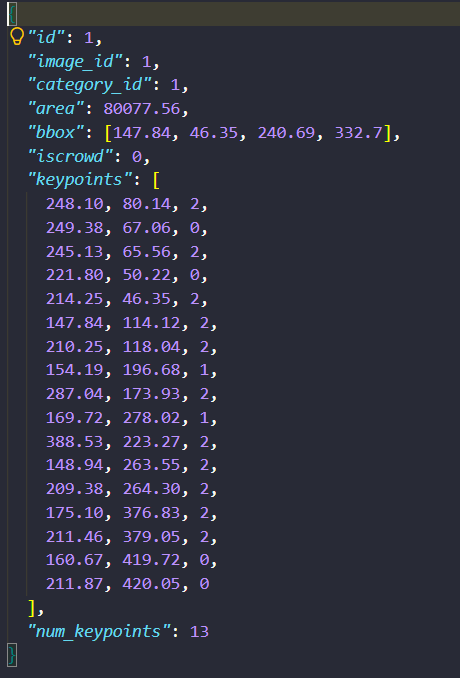 {
"id": 1,
"image_id": 1,
"category_id": 1,
"area": 80077.56,
"bbox": [147.84, 46.35, 240.69, 332.7],
"iscrowd": 0,
"keypoints": [
248.10, 80.14, 2,
249.38, 67.06, 0,
245.13, 65.56, 2,
221.80, 50.22, 0,
214.25, 46.35, 2,
147.84, 114.12, 2,
210.25, 118.04, 2,
154.19, 196.68, 1,
287.04, 173.93, 2,
169.72, 278.02, 1,
388.53, 223.27, 2,
148.94, 263.55, 2,
209.38, 264.30, 2,
175.10, 376.83, 2,
211.46, 379.05, 2,
160.67, 419.72, 0,
211.87, 420.05, 0
],
"num_keypoints": 13
}